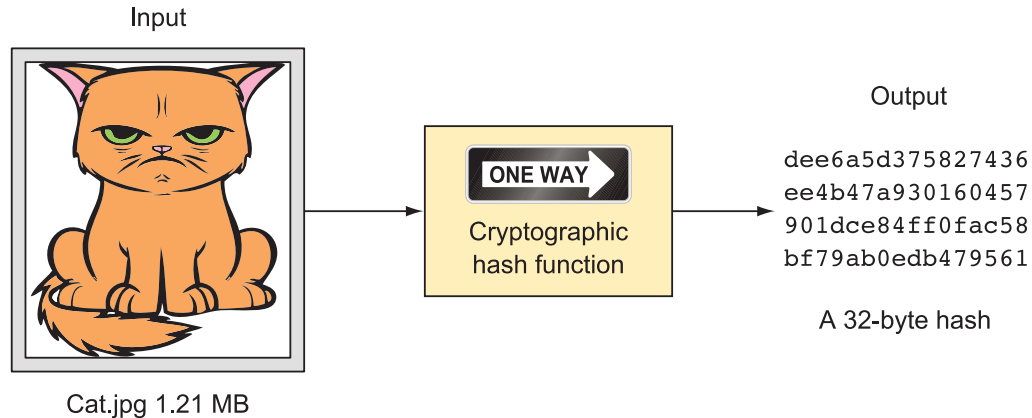 Input
Cat.jpg 1.21 MB
ONE WAY
Cryptographic
hash function
Output
dee6a5d375827436
ee4b47a930160457
901dce84ff0fac58
bf79ab0edb479561
A 32-byte hash